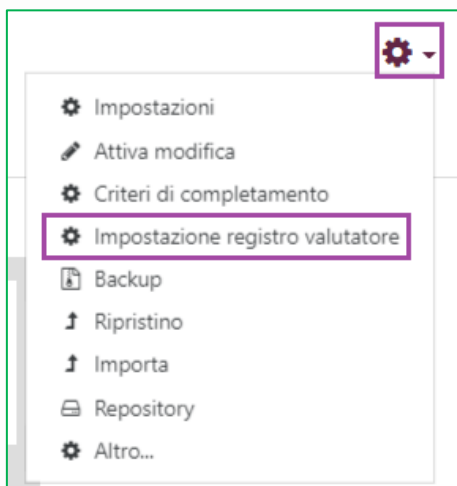 Impostazioni
Attiva modifica
Criteri di completamento
Impostazione registro valutatore
Backup
Ripristino
Importa
Repository
Altro...